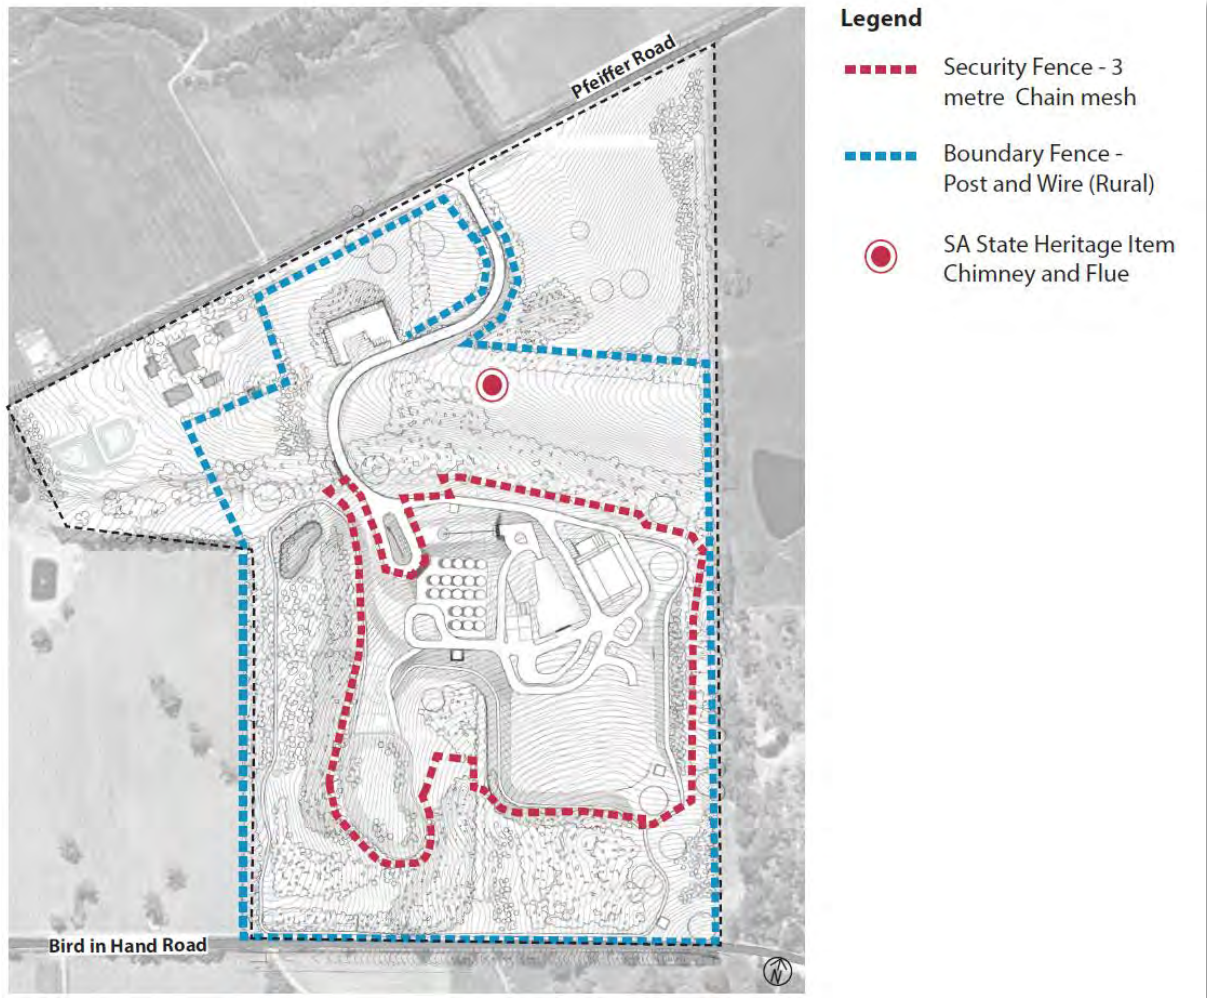 Pfeiffer Road
Bird in Hand Road
N
Legend
Security Fence - 3
metre Chain mesh
Boundary Fence -
Post and Wire (Rural)
SA State Heritage Item
Chimney and Flue